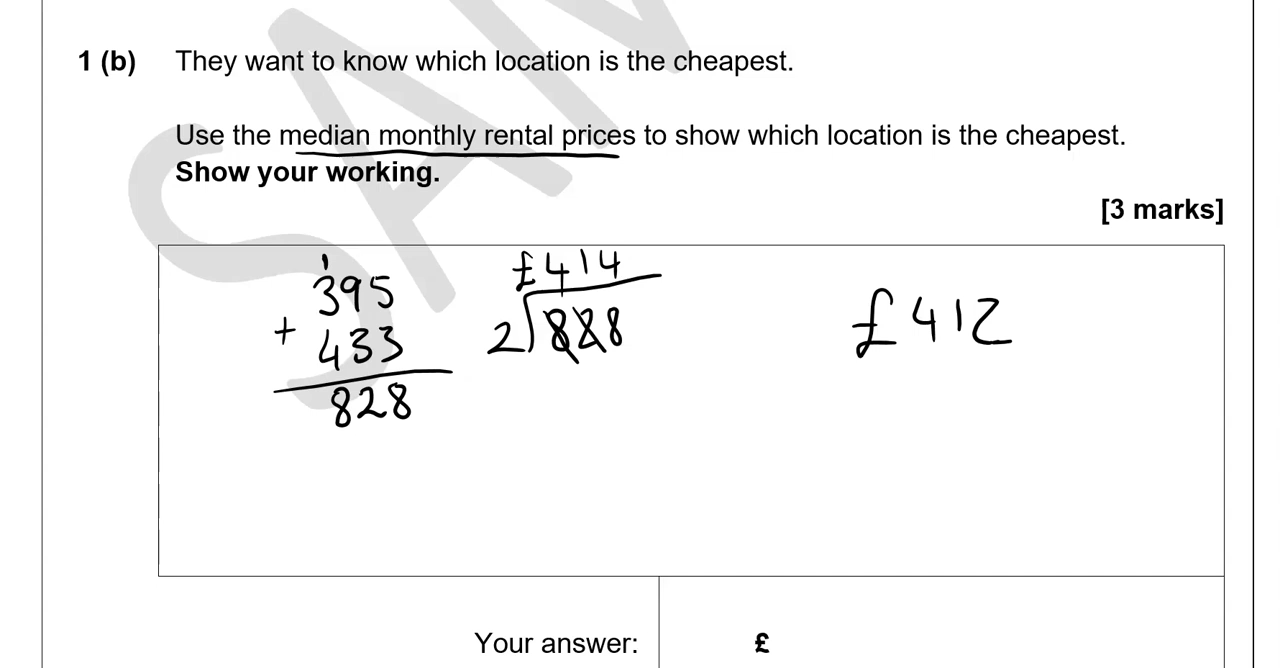 1 (b) They want to know which location is the cheapest.
Use the median monthly rental prices to show which location is the cheapest.
Show your working.
[3 marks]
1
395
+ 433
828
£414
2 828
£412
Your answer: £